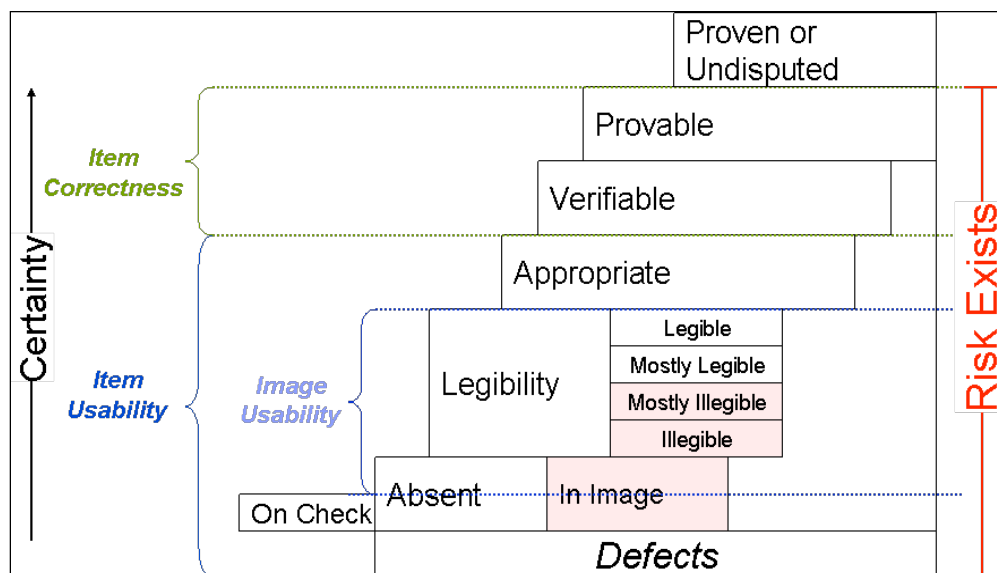 Proven or
Undisputed
Provable
Item
Correctness
Verifiable
Certainty
Risk Exists
Appropriate
Legible
Mostly Legible
Legibility
Item
Usability
Image
Usability
Mostly Illegible
Illegible
Absent
In Image
On Check
Defects